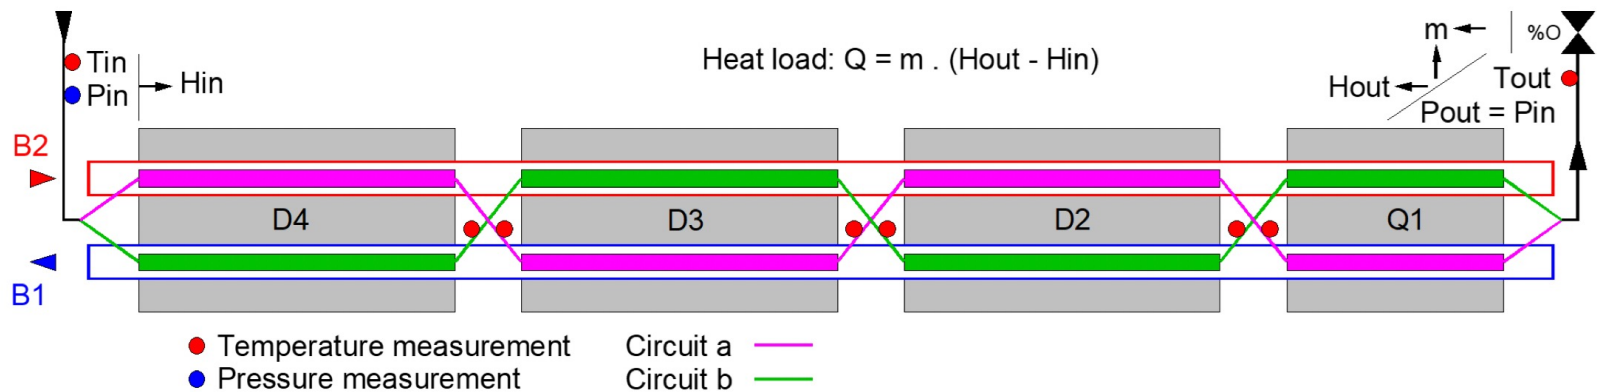 Tin
Pin
Hin
Heat load: Q = m . (Hout - Hin)
m
%O
Hout
Tout
Pout = Pin
B2
D4
D3
D2
Q1
B1
Temperature measurement
Circuit a
Pressure measurement
Circuit b